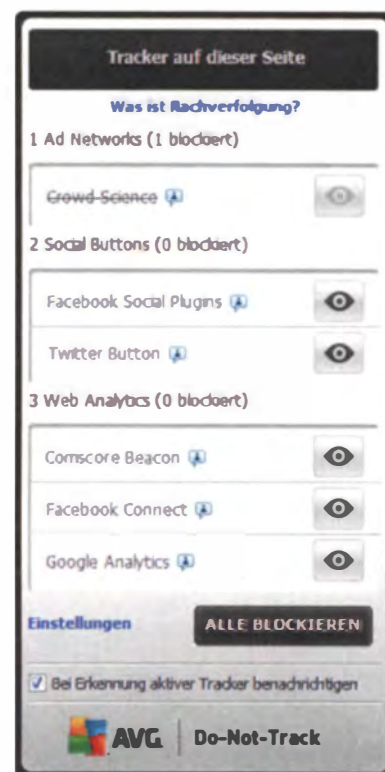 Tracker auf dieser Seite
Was ist Nachverfolgung?
1 Ad Networks (1 blockiert)
Crowd-Science
2 Social Buttons (0 blockiert)
Facebook Social Plugins
Twitter Button
3 Web Analytics (0 blockiert)
Comscore Beacon
Facebook Connect
Google Analytics
Einstellungen ALLE BLOCKIEREN
Bei Erkennung aktiver Tracker benachrichtigen
AVG. Do-Not-Track